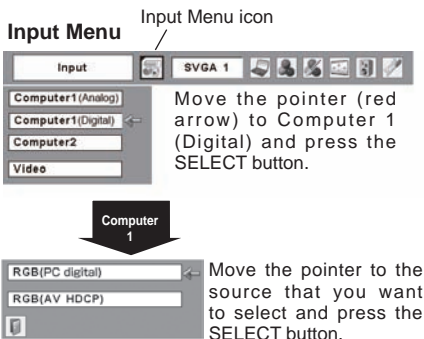 Input Menu icon
Input Menu
Input
SVGA 1
Computer1(Analog)
Computer1(Digital)
Computer2
Video
Move the pointer (red
arrow) to Computer 1
(Digital) and press the
SELECT button.
Computer
1
RGB(PC digital)
RGB(AV HDCP)
Move the pointer to the
source that you want
to select and press the
SELECT button.